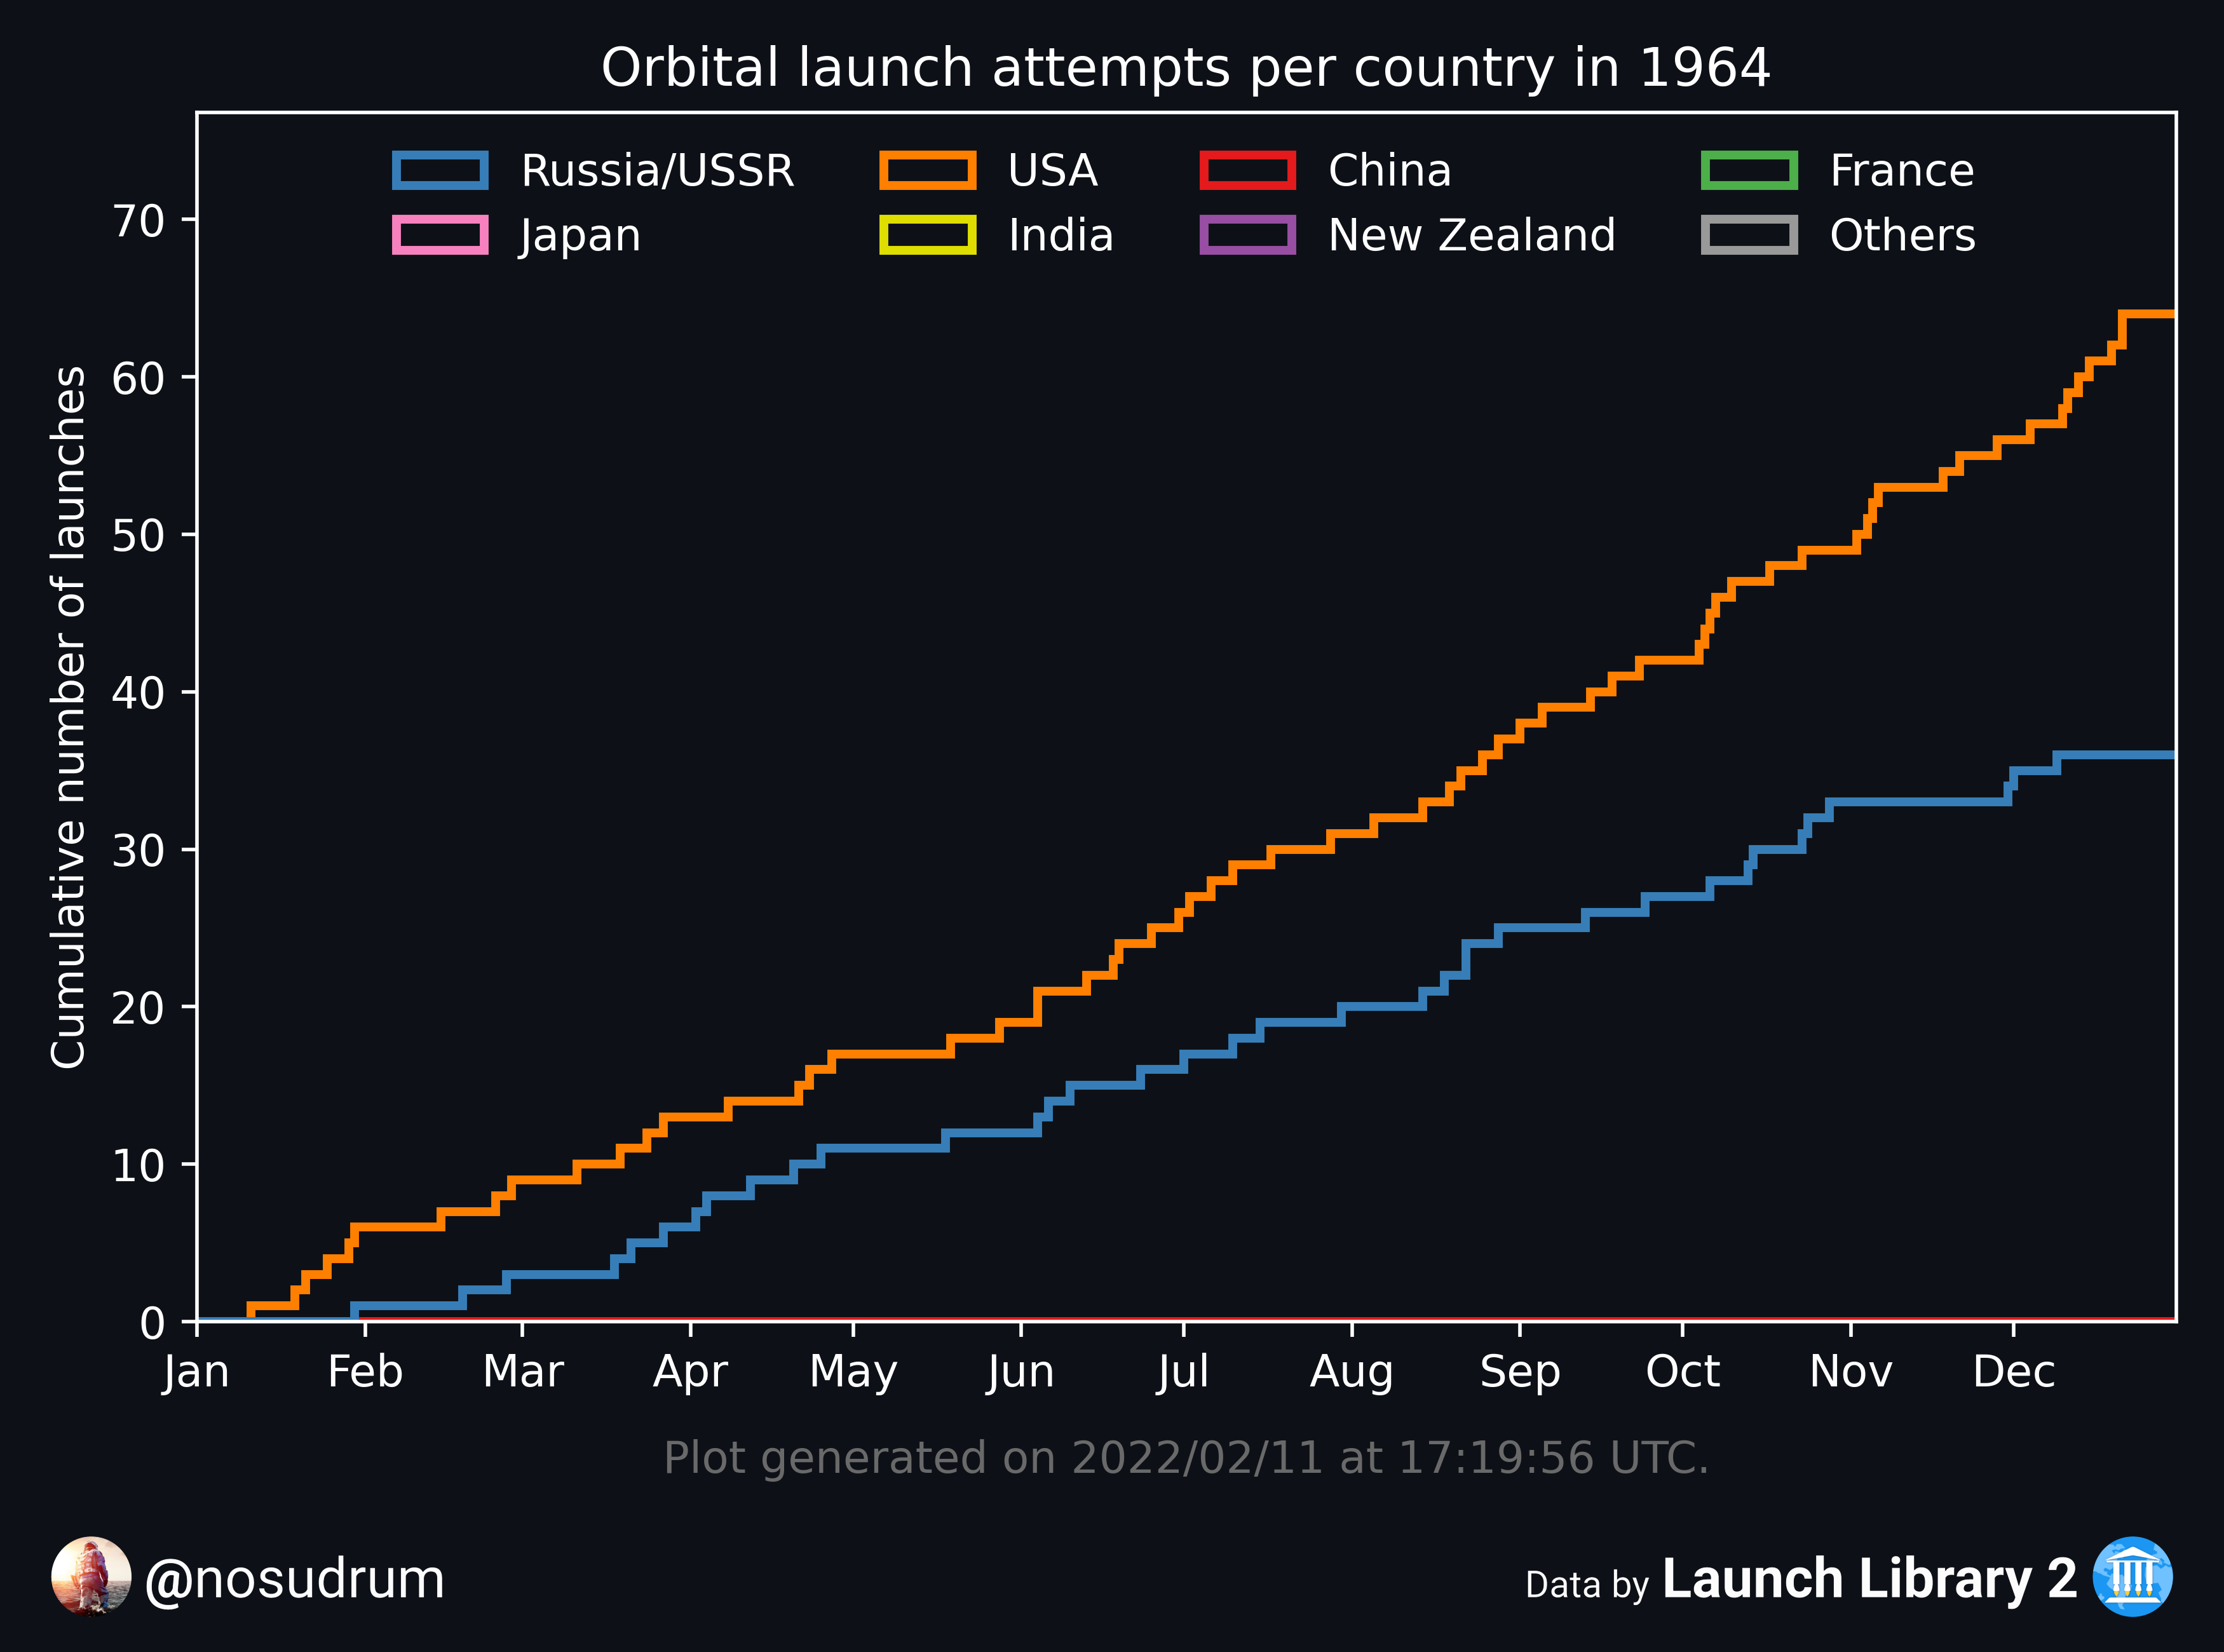 Orbital launch attempts per country in 1964
Russia/USSR USA China France
Japan India New Zealand Others
70
60
50
40
30
20
10
0
Cumulative number of launches
Jan Feb Mar Apr May Jun Jul Aug Sep Oct Nov Dec
Plot generated on 2022/02/11 at 17:19:56 UTC.
@nosudrum
Data by Launch Library 2